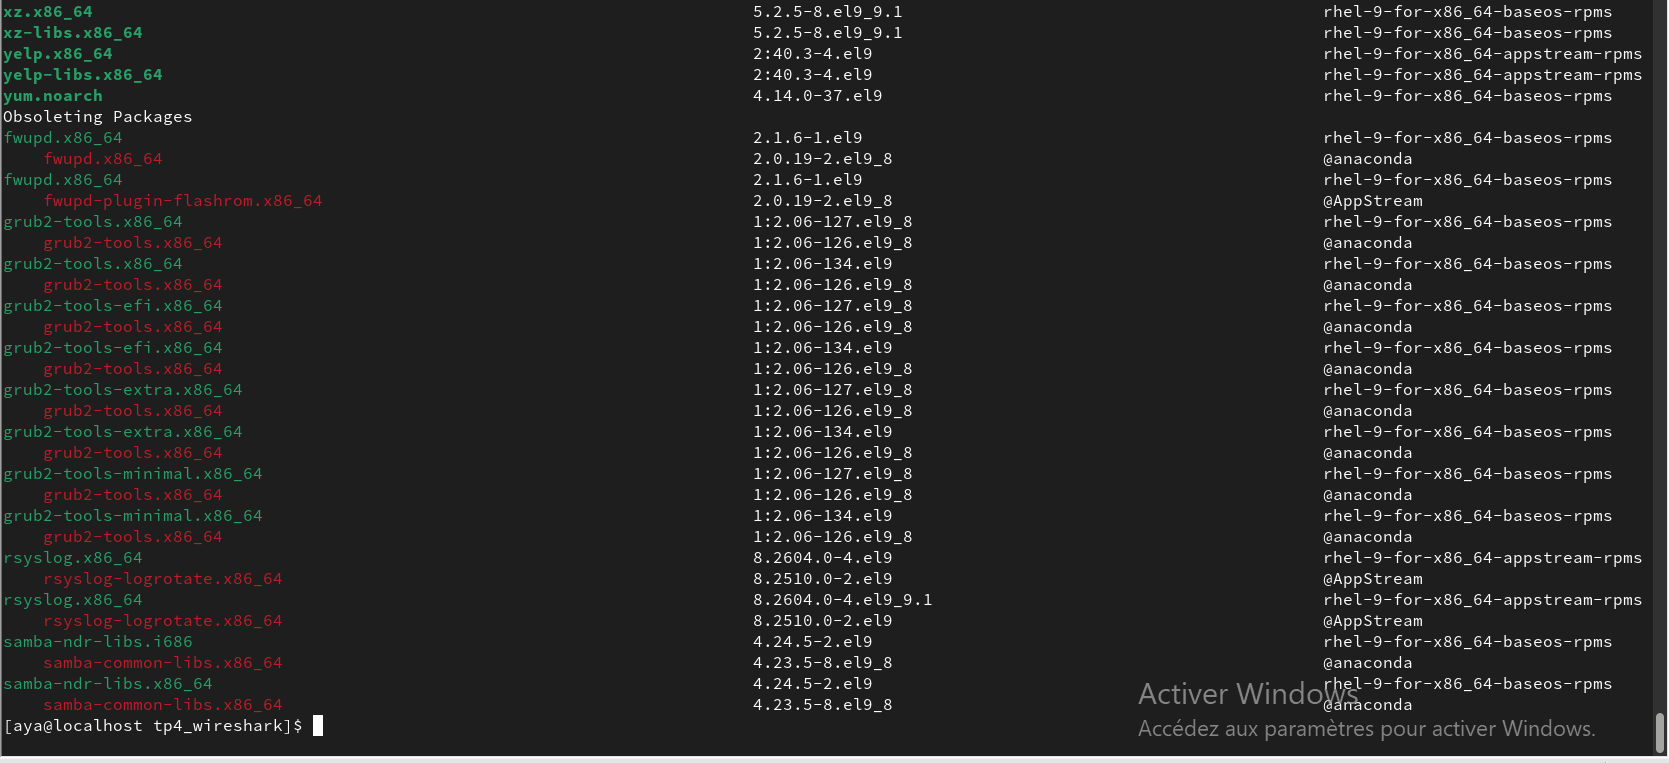 xz.x86_64 5.2.5-8.el9_9.1 rhel-9-for-x86_64-baseos-rpms
xz-libs.x86_64 5.2.5-8.el9_9.1 rhel-9-for-x86_64-baseos-rpms
yelp.x86_64 2:40.3-4.el9 rhel-9-for-x86_64-appstream-rpms
yelp-libs.x86_64 2:40.3-4.el9 rhel-9-for-x86_64-appstream-rpms
yum.noarch 4.14.0-37.el9 rhel-9-for-x86_64-baseos-rpms
Obsoleting Packages
fwupd.x86_64 2.1.6-1.el9 rhel-9-for-x86_64-baseos-rpms
fwupd.x86_64 2.0.19-2.el9_8 @anaconda
fwupd.x86_64 2.1.6-1.el9 rhel-9-for-x86_64-baseos-rpms
fwupd-plugin-flashrom.x86_64 2.0.19-2.el9_8 @AppStream
grub2-tools.x86_64 1:2.06-127.el9_8 rhel-9-for-x86_64-baseos-rpms
grub2-tools.x86_64 1:2.06-126.el9_8 @anaconda
grub2-tools.x86_64 1:2.06-134.el9 rhel-9-for-x86_64-baseos-rpms
grub2-tools.x86_64 1:2.06-126.el9_8 @anaconda
grub2-tools-efi.x86_64 1:2.06-127.el9_8 rhel-9-for-x86_64-baseos-rpms
grub2-tools.x86_64 1:2.06-126.el9_8 @anaconda
grub2-tools-efi.x86_64 1:2.06-134.el9 rhel-9-for-x86_64-baseos-rpms
grub2-tools.x86_64 1:2.06-126.el9_8 @anaconda
grub2-tools-extra.x86_64 1:2.06-127.el9_8 rhel-9-for-x86_64-baseos-rpms
grub2-tools.x86_64 1:2.06-126.el9_8 @anaconda
grub2-tools-extra.x86_64 1:2.06-134.el9 rhel-9-for-x86_64-baseos-rpms
grub2-tools.x86_64 1:2.06-126.el9_8 @anaconda
grub2-tools-minimal.x86_64 1:2.06-127.el9_8 rhel-9-for-x86_64-baseos-rpms
grub2-tools.x86_64 1:2.06-126.el9_8 @anaconda
grub2-tools-minimal.x86_64 1:2.06-134.el9 rhel-9-for-x86_64-baseos-rpms
grub2-tools.x86_64 1:2.06-126.el9_8 @anaconda
rsyslog.x86_64 8.2604.0-4.el9 rhel-9-for-x86_64-appstream-rpms
rsyslog-logrotate.x86_64 8.2510.0-2.el9 @AppStream
rsyslog.x86_64 8.2604.0-4.el9_9.1 rhel-9-for-x86_64-appstream-rpms
rsyslog-logrotate.x86_64 8.2510.0-2.el9 @AppStream
samba-ndr-libs.i686 4.24.5-2.el9 rhel-9-for-x86_64-baseos-rpms
samba-common-libs.x86_64 4.23.5-8.el9_8 @anaconda
samba-ndr-libs.x86_64 4.24.5-2.el9 rhel-9-for-x86_64-baseos-rpms
samba-common-libs.x86_64 4.23.5-8.el9_8 @anaconda
[aya@localhost tp4_wireshark]$
Activer Windows
Accédez aux paramètres pour activer Windows.